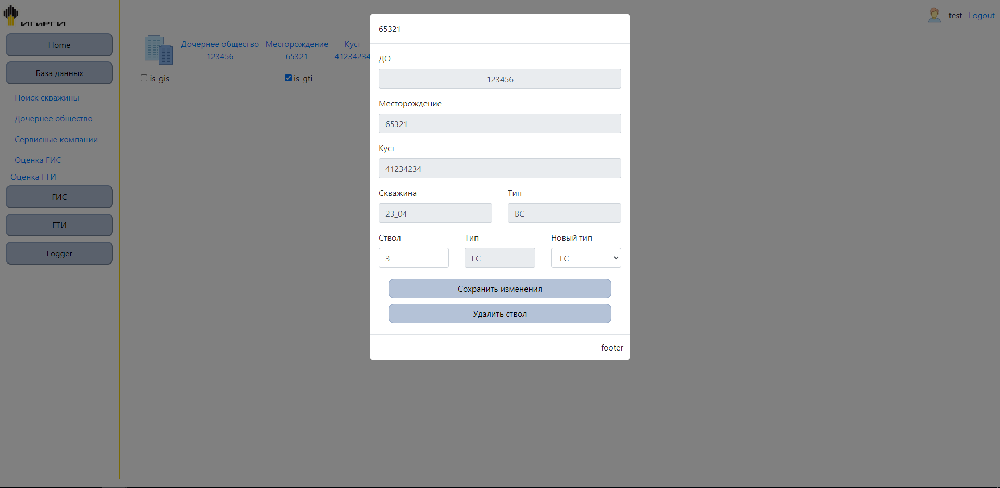 ИГиРГИ
test Logout
Home
База данных
Поиск скважины
Дочернее общество
Сервисные компании
Оценка ГИС
Оценка ГТИ
ГИС
ГТИ
Logger
Дочернее общество Месторождение Куст
123456 65321 41234234
is_gis is_gti
65321
ДО
123456
Месторождение
65321
Куст
41234234
Скважина Тип
23_04 ВС
Ствол Тип Новый тип
3 ГС ГС
Сохранить изменения
Удалить ствол
footer